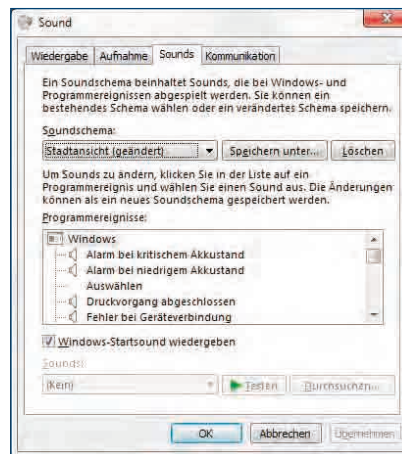 Sound
Wiedergabe Aufnahme Sounds Kommunikation
Ein Soundschema beinhaltet Sounds, die bei Windows- und
Programmereignissen abgespielt werden. Sie können ein
bestehendes Schema wählen oder ein verändertes Schema speichern.
Soundschema:
Stadtansicht (geändert) Speichern unter... Löschen
Um Sounds zu ändern, klicken Sie in der Liste auf ein
Programmereignis und wählen Sie einen Sound aus. Die Änderungen
können als ein neues Soundschema gespeichert werden.
Programmereignisse:
Windows
Alarm bei kritischem Akkustand
Alarm bei niedrigem Akkustand
Auswählen
Druckvorgang abgeschlossen
Fehler bei Geräteverbindung
Windows-Startsound wiedergeben
Sounds:
(Kein) Testen Durchsuchen...
OK Abbrechen Übernehmen